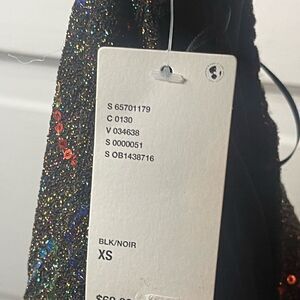 S 65701179
C 0130
V 034638
S 0000051
S OB1438716
BLK/NOIR
XS